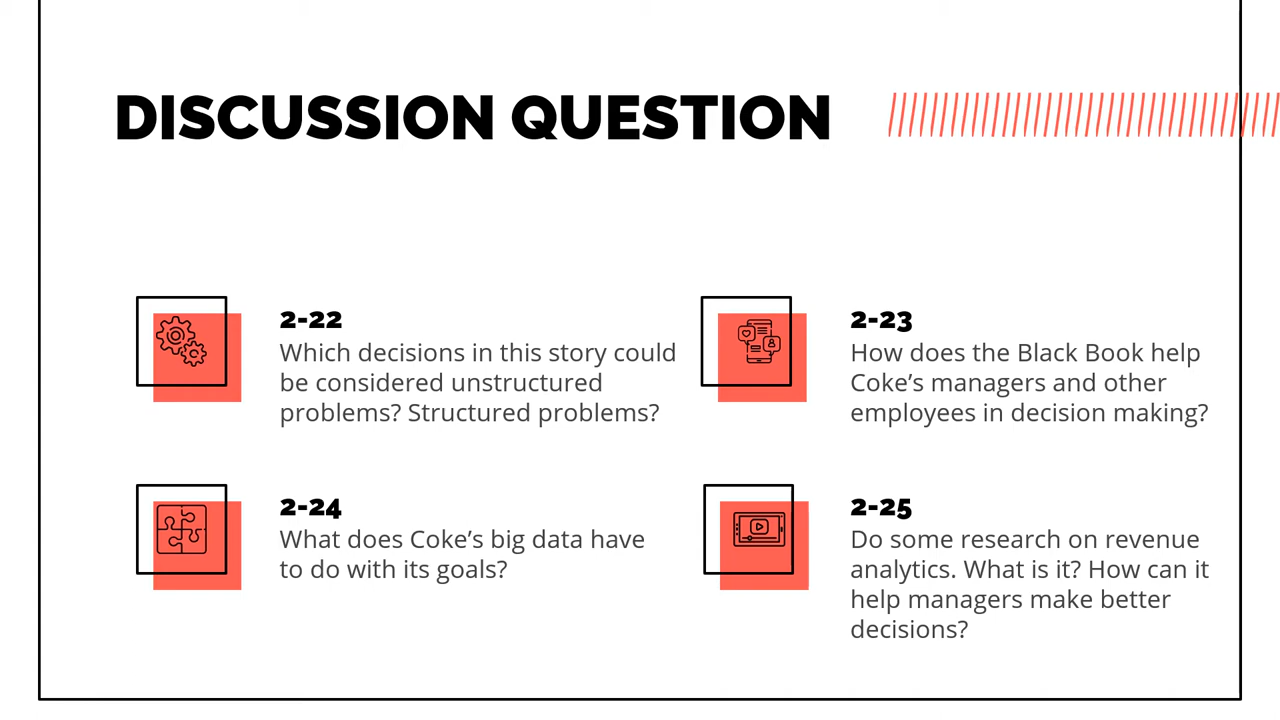 DISCUSSION QUESTION
2-22
Which decisions in this story could
be considered unstructured
problems? Structured problems?
2-23
How does the Black Book help
Coke’s managers and other
employees in decision making?
2-24
What does Coke’s big data have
to do with its goals?
2-25
Do some research on revenue
analytics. What is it? How can it
help managers make better
decisions?